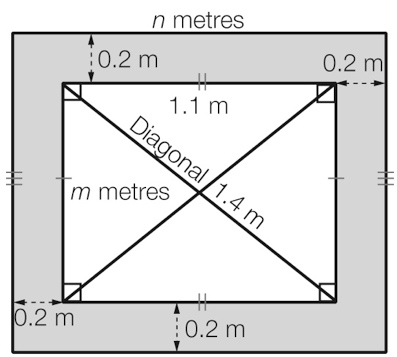 n metres
0.2 m
0.2 m
1.1 m
Diagonal
1.4 m
m metres
0.2 m
0.2 m